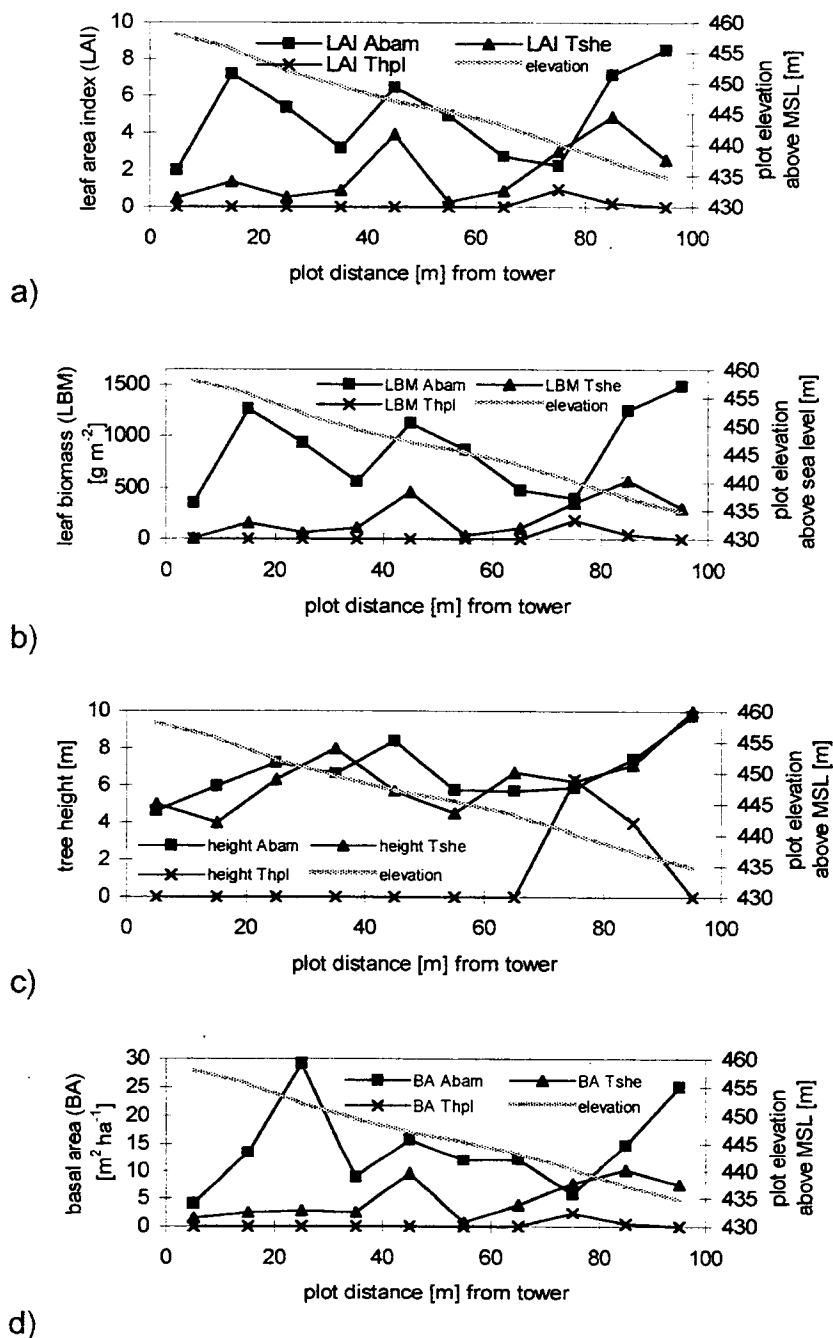 10
8
6
4
2
0
leaf area index (LAI)
LAI Abam
LAI Tshe
LAI Thpl
elevation
460
455
450
445
440
435
430
plot elevation
above MSL [m]
0 20 40 60 80 100
plot distance [m] from tower
a)
1500
1000
500
0
leaf biomass (LBM)
[g m-2]
LBM Abam
LBM Tshe
LBM Thpl
elevation
460
455
450
445
440
435
430
plot elevation
above sea level [m]
0 20 40 60 80 100
plot distance [m] from tower
b)
10
8
6
4
2
0
tree height [m]
height Abam
height Tshe
height Thpl
elevation
460
455
450
445
440
435
430
plot elevation
above MSL [m]
0 20 40 60 80 100
plot distance [m] from tower
c)
30
25
20
15
10
5
0
basal area (BA)
[m2 ha-1]
BA Abam
BA Tshe
BA Thpl
elevation
460
455
450
445
440
435
430
plot elevation
above MSL [m]
0 20 40 60 80 100
plot distance [m] from tower
d)